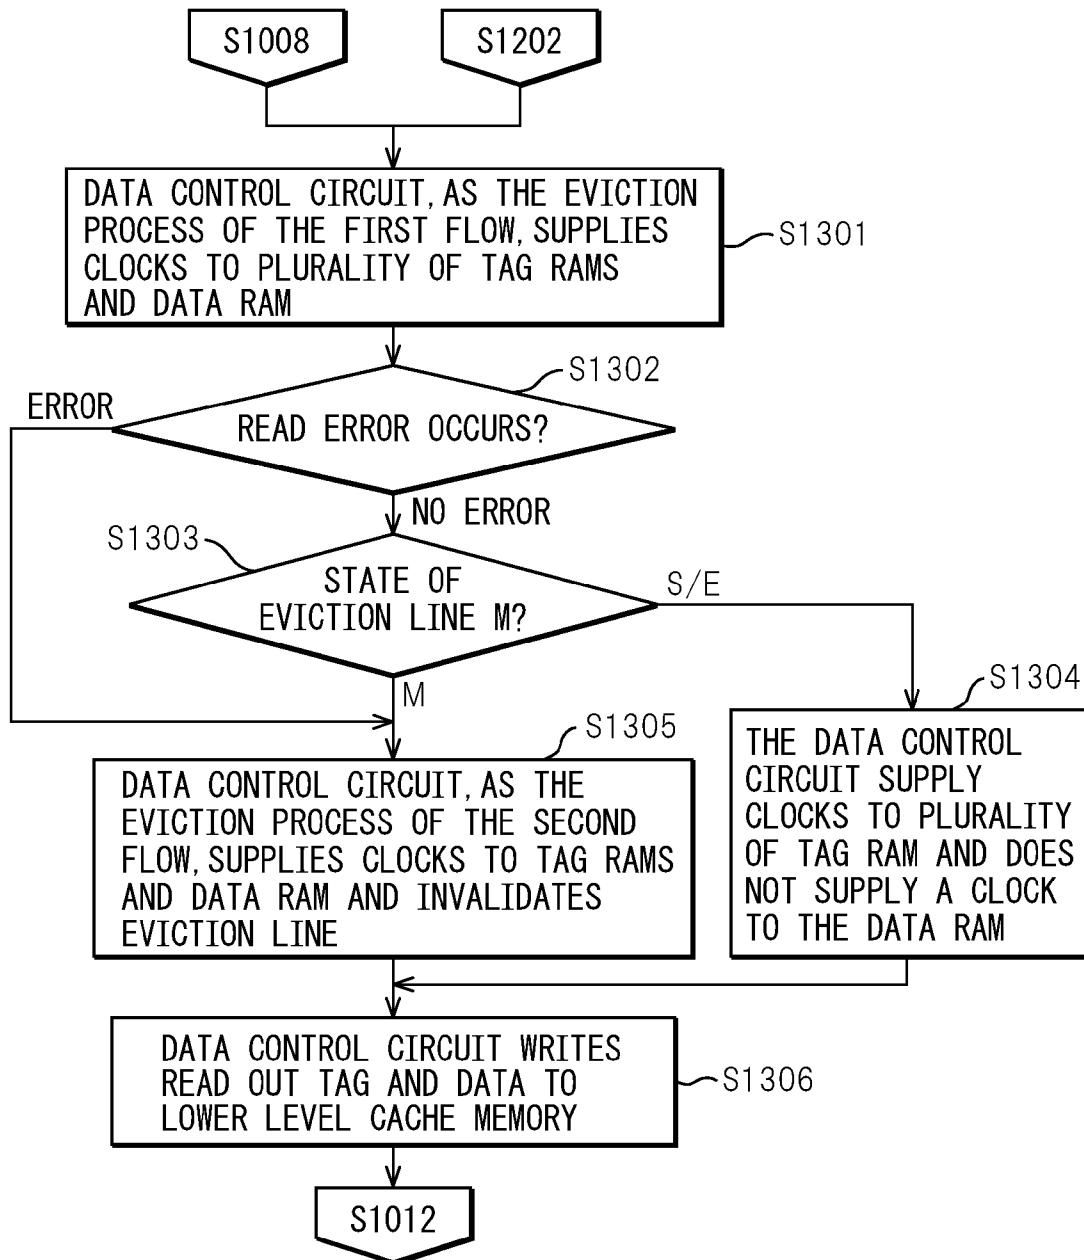 S1008
S1202
DATA CONTROL CIRCUIT, AS THE EVICTION
PROCESS OF THE FIRST FLOW, SUPPLIES
CLOCKS TO PLURALITY OF TAG RAMS
AND DATA RAM
S1301
S1302
ERROR
READ ERROR OCCURS?
NO ERROR
S1303
STATE OF
EVICTION LINE M?
S/E
M
S1304
THE DATA CONTROL
CIRCUIT SUPPLY
CLOCKS TO PLURALITY
OF TAG RAM AND DOES
NOT SUPPLY A CLOCK
TO THE DATA RAM
S1305
DATA CONTROL CIRCUIT, AS THE
EVICTION PROCESS OF THE SECOND
FLOW, SUPPLIES CLOCKS TO TAG RAMS
AND DATA RAM AND INVALIDATES
EVICTION LINE
DATA CONTROL CIRCUIT WRITES
READ OUT TAG AND DATA TO
LOWER LEVEL CACHE MEMORY
S1306
S1012